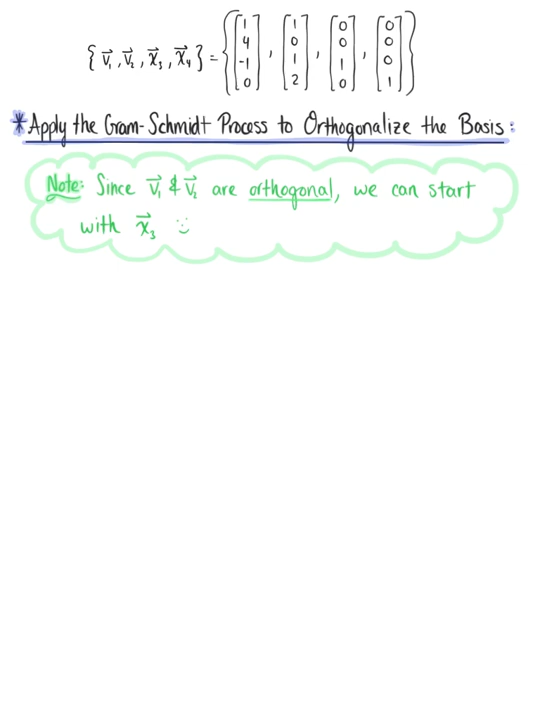 { v⃗₁, v⃗₂, x⃗₃, x⃗₄ } = { [1 4 -1 0], [1 0 1 2], [0 0 1 0], [0 0 0 1] }
*Apply the Gram-Schmidt Process to Orthogonalize the Basis:
Note: Since v⃗₁ & v⃗₂ are orthogonal, we can start
with x⃗₃ :)